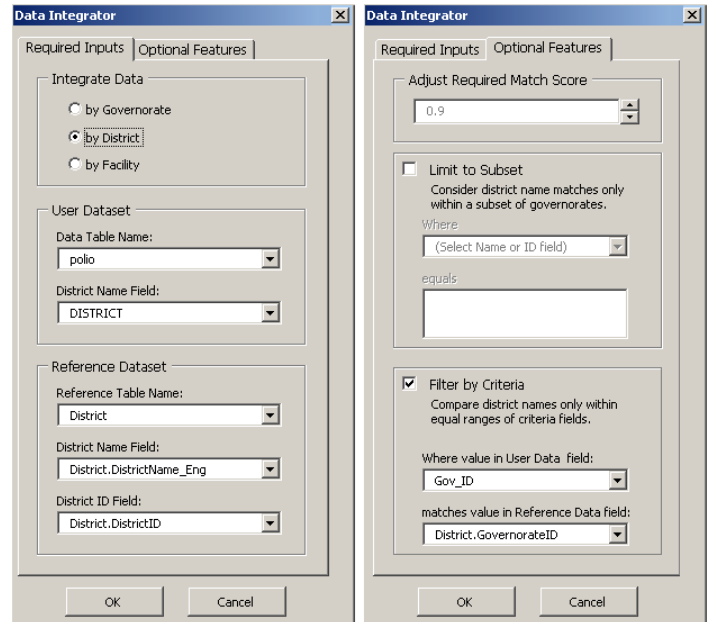 Data Integrator
Required Inputs
Optional Features
Integrate Data
by Governorate
by District
by Facility
User Dataset
Data Table Name:
polio
District Name Field:
DISTRICT
Reference Dataset
Reference Table Name:
District
District Name Field:
District.DistrictName_Eng
District ID Field:
District.DistrictID
OK
Cancel
Data Integrator
Required Inputs
Optional Features
Adjust Required Match Score
0.9
Limit to Subset
Consider district name matches only
within a subset of governorates.
Where
(Select Name or ID field)
equals
Filter by Criteria
Compare district names only within
equal ranges of criteria fields.
Where value in User Data field:
Gov_ID
matches value in Reference Data field:
District.GovernorateID
OK
Cancel